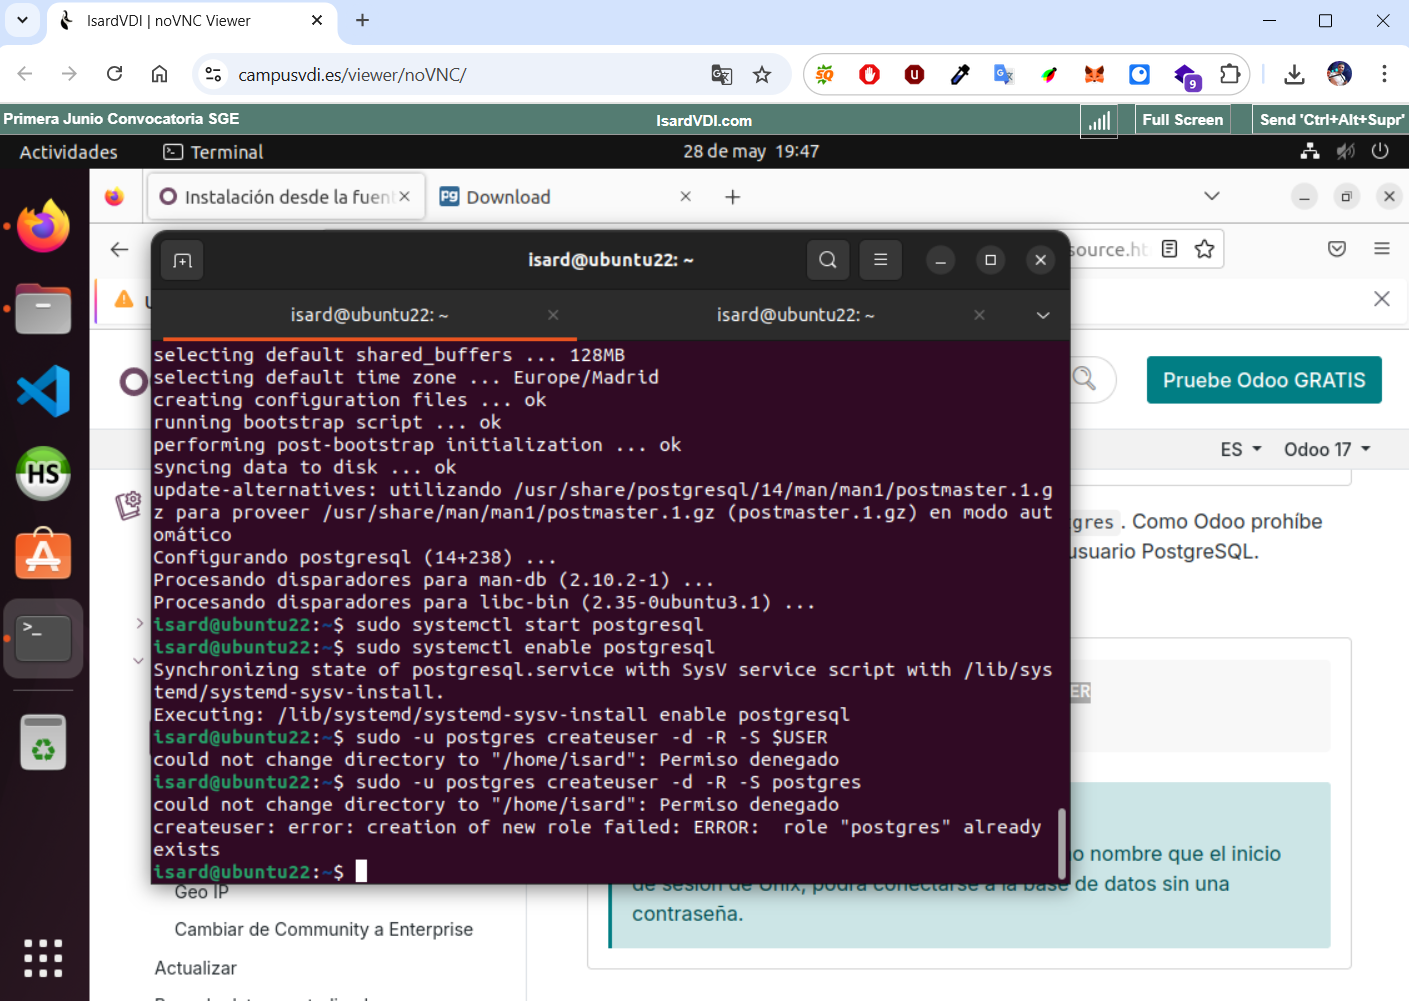 IsardVDI | noVNC Viewer
campusvdi.es/viewer/noVNC/
9
Primera Junio Convocatoria SGE
IsardVDI.com
Full Screen
Send 'Ctrl+Alt+Supr'
Actividades
Terminal
28 de may 19:47
Instalación desde la fuent
Download
source.ht
isard@ubuntu22: ~
isard@ubuntu22: ~
isard@ubuntu22: ~
Pruebe Odoo GRATIS
ES
Odoo 17
selecting default shared_buffers ... 128MB
selecting default time zone ... Europe/Madrid
creating configuration files ... ok
running bootstrap script ... ok
performing post-bootstrap initialization ... ok
syncing data to disk ... ok
update-alternatives: utilizando /usr/share/postgresql/14/man/man1/postmaster.1.g
z para proveer /usr/share/man/man1/postmaster.1.gz (postmaster.1.gz) en modo aut
omático
Configurando postgresql (14+238) ...
Procesando disparadores para man-db (2.10.2-1) ...
Procesando disparadores para libc-bin (2.35-0ubuntu3.1) ...
isard@ubuntu22:~$ sudo systemctl start postgresql
isard@ubuntu22:~$ sudo systemctl enable postgresql
Synchronizing state of postgresql.service with SysV service script with /lib/sys
temd/systemd-sysv-install.
Executing: /lib/systemd/systemd-sysv-install enable postgresql
isard@ubuntu22:~$ sudo -u postgres createuser -d -R -S $USER
could not change directory to "/home/isard": Permiso denegado
isard@ubuntu22:~$ sudo -u postgres createuser -d -R -S postgres
could not change directory to "/home/isard": Permiso denegado
createuser: error: creation of new role failed: ERROR:  role "postgres" already
exists
isard@ubuntu22:~$
gres . Como Odoo prohíbe
usuario PostgreSQL.
ER
o nombre que el inicio
de sesión de Unix, podrá conectarse a la base de datos sin una
contraseña.
Geo IP
Cambiar de Community a Enterprise
Actualizar
HS